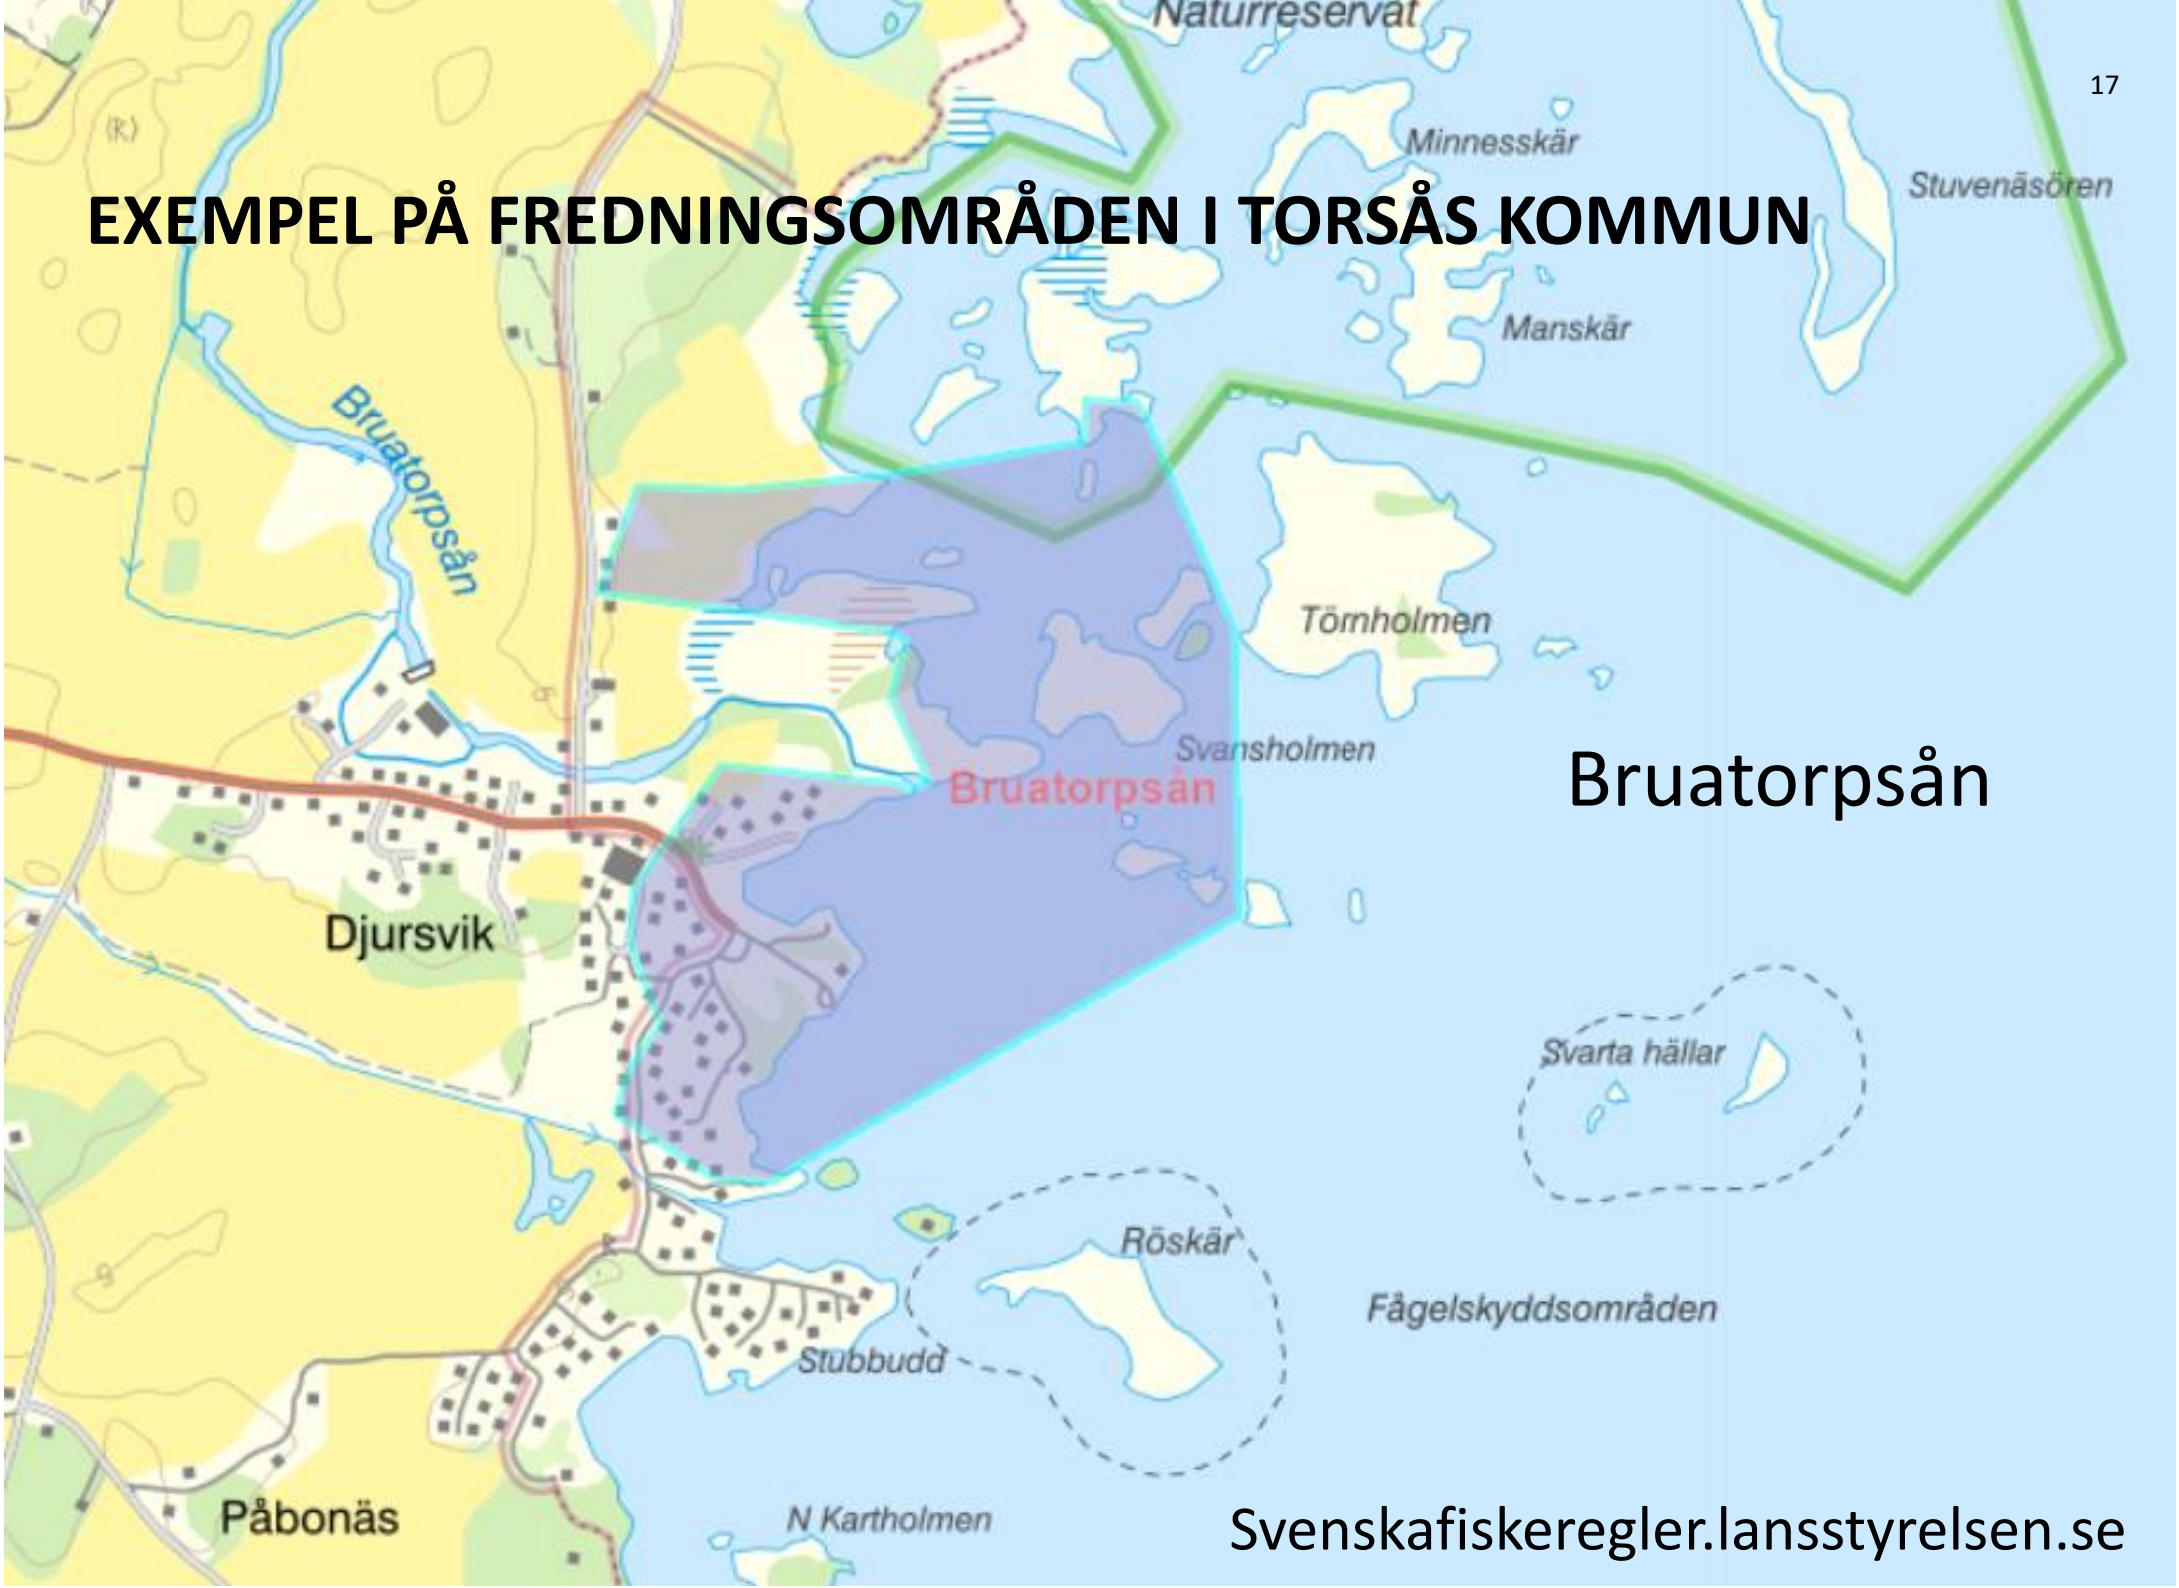 Naturreservat
17
(R)
Minnesskär
Stuvenäsören
EXEMPEL PÅ FREDNINGSOMRÅDEN I TORSÅS KOMMUN
Manskär
Bruatorpsån
Törnholmen
Svansholmen
Bruatorpsån
Bruatorpsån
Djursvik
Svarta hällar
Röskär
Fågelskyddsområden
Stubbudd
Påbonäs
N Kartholmen
Svenskafiskeregler.lansstyrelsen.se